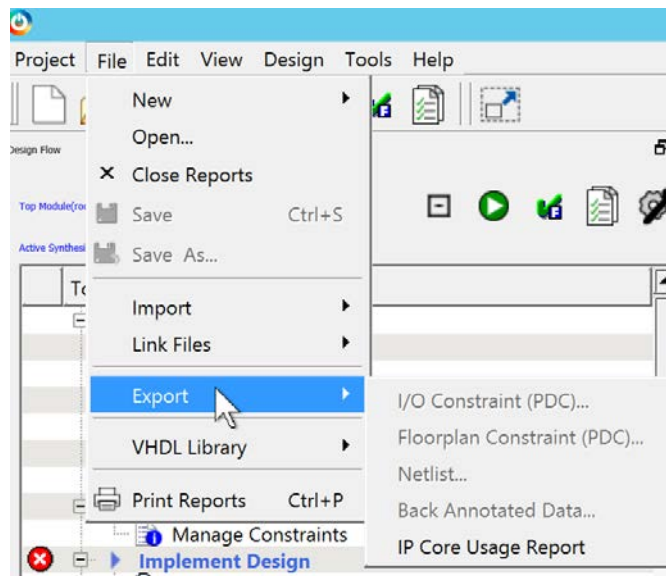 Project File Edit View Design Tools Help
Design Flow
New
Open...
Close Reports
Top Module(
Save Ctrl+S
Active Synthesi
Save As...
Import
Link Files
Export
I/O Constraint (PDC)...
Floorplan Constraint (PDC)...
VHDL Library
Netlist...
Print Reports Ctrl+P
Back Annotated Data...
Manage Constraints
IP Core Usage Report
Implement Design